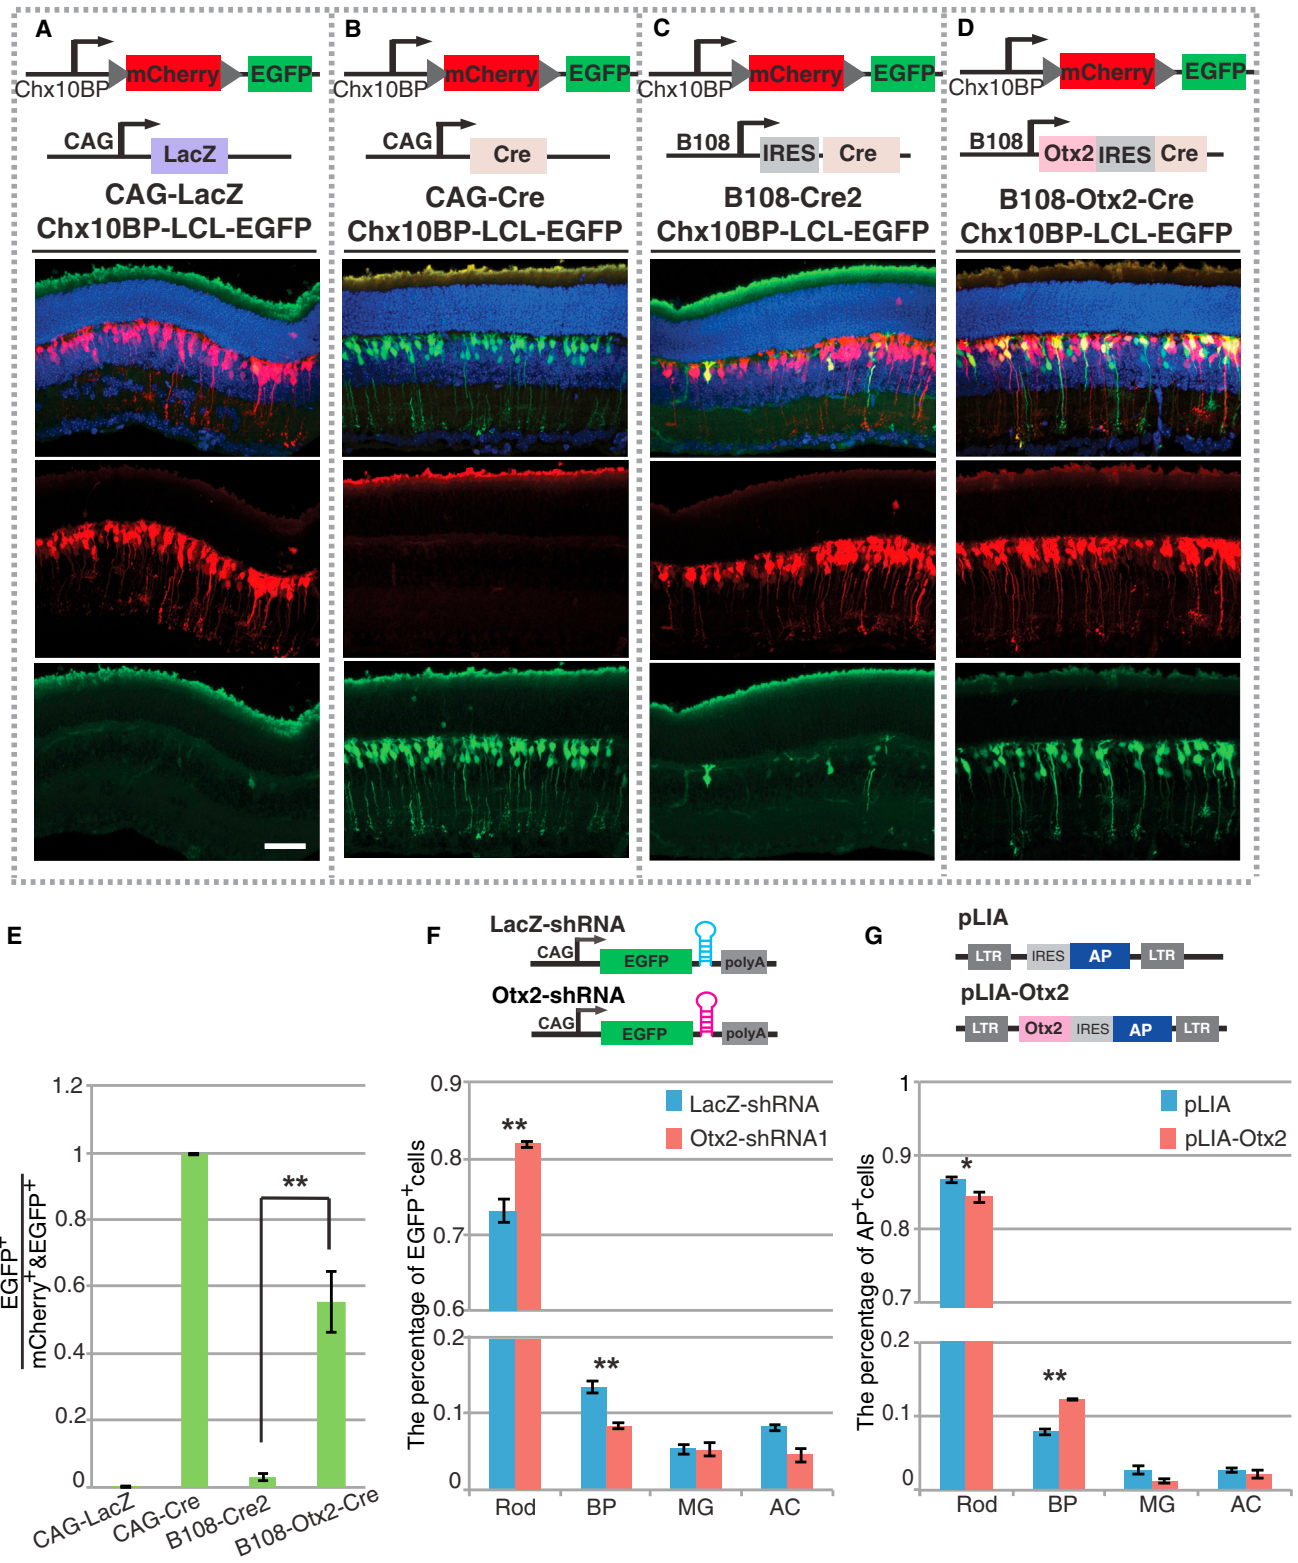 A
mCherry
EGFP
Chx10BP
CAG
LacZ
CAG-LacZ
Chx10BP-LCL-EGFP
B
mCherry
EGFP
Chx10BP
CAG
Cre
CAG-Cre
Chx10BP-LCL-EGFP
C
mCherry
EGFP
Chx10BP
B108
IRES
Cre
B108-Cre2
Chx10BP-LCL-EGFP
D
mCherry
EGFP
Chx10BP
B108
Otx2
IRES
Cre
B108-Otx2-Cre
Chx10BP-LCL-EGFP
E
EGFP+
mCherry+&EGFP+
1.2
1
0.8
0.6
0.4
0.2
0
**
CAG-LacZ
CAG-Cre
B108-Cre2
B108-Otx2-Cre
F
LacZ-shRNA
CAG
EGFP
polyA
Otx2-shRNA
CAG
EGFP
polyA
The percentage of EGFP+cells
0.9
0.8
0.7
0.6
0.2
0.1
0
LacZ-shRNA
Otx2-shRNA1
**
**
Rod
BP
MG
AC
G
pLIA
LTR
IRES
AP
LTR
pLIA-Otx2
LTR
Otx2
IRES
AP
LTR
The percentage of AP+cells
1
0.9
0.8
0.7
0.2
0.1
0
pLIA
pLIA-Otx2
*
**
Rod
BP
MG
AC